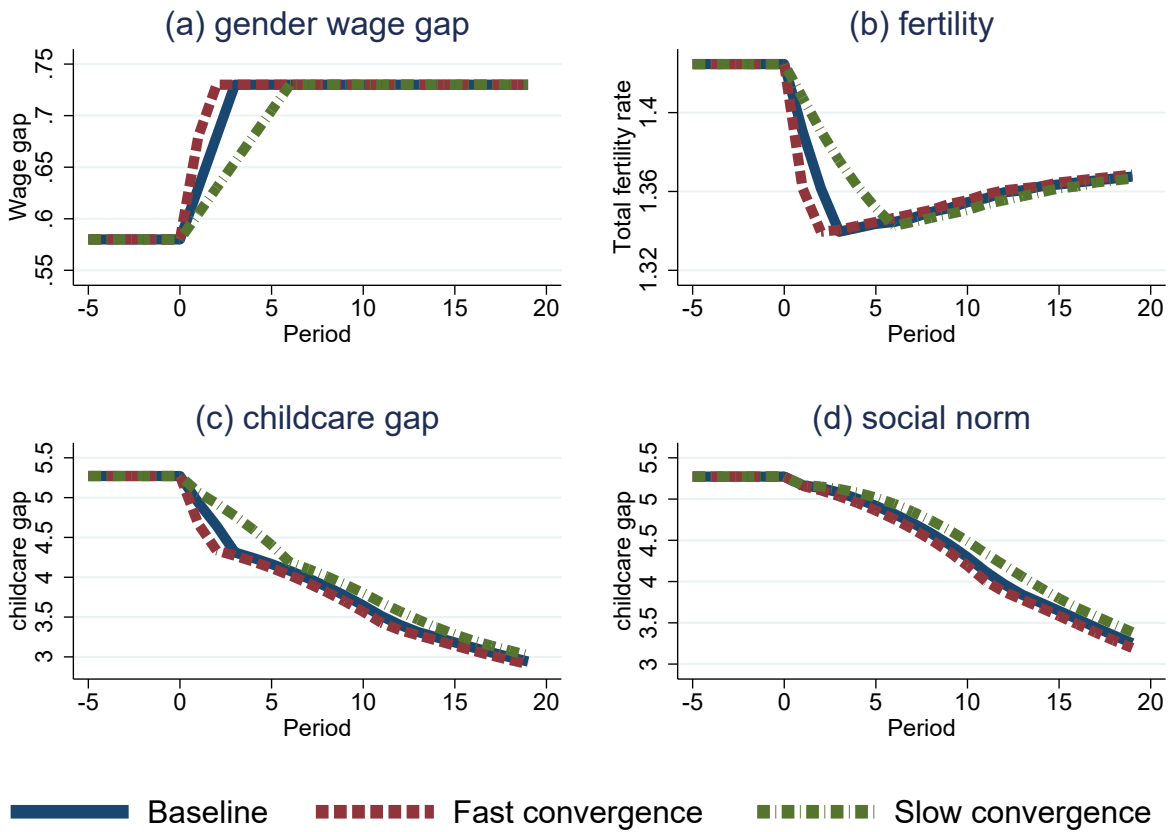 (a) gender wage gap
Wage gap
.75
.7
.65
.6
.55
-5 0 5 10 15 20
Period
(b) fertility
Total fertility rate
1.4
1.36
1.32
-5 0 5 10 15 20
Period
(c) childcare gap
childcare gap
5.5
5
4.5
4
3.5
3
-5 0 5 10 15 20
Period
(d) social norm
childcare gap
5.5
5
4.5
4
3.5
3
-5 0 5 10 15 20
Period
Baseline Fast convergence Slow convergence